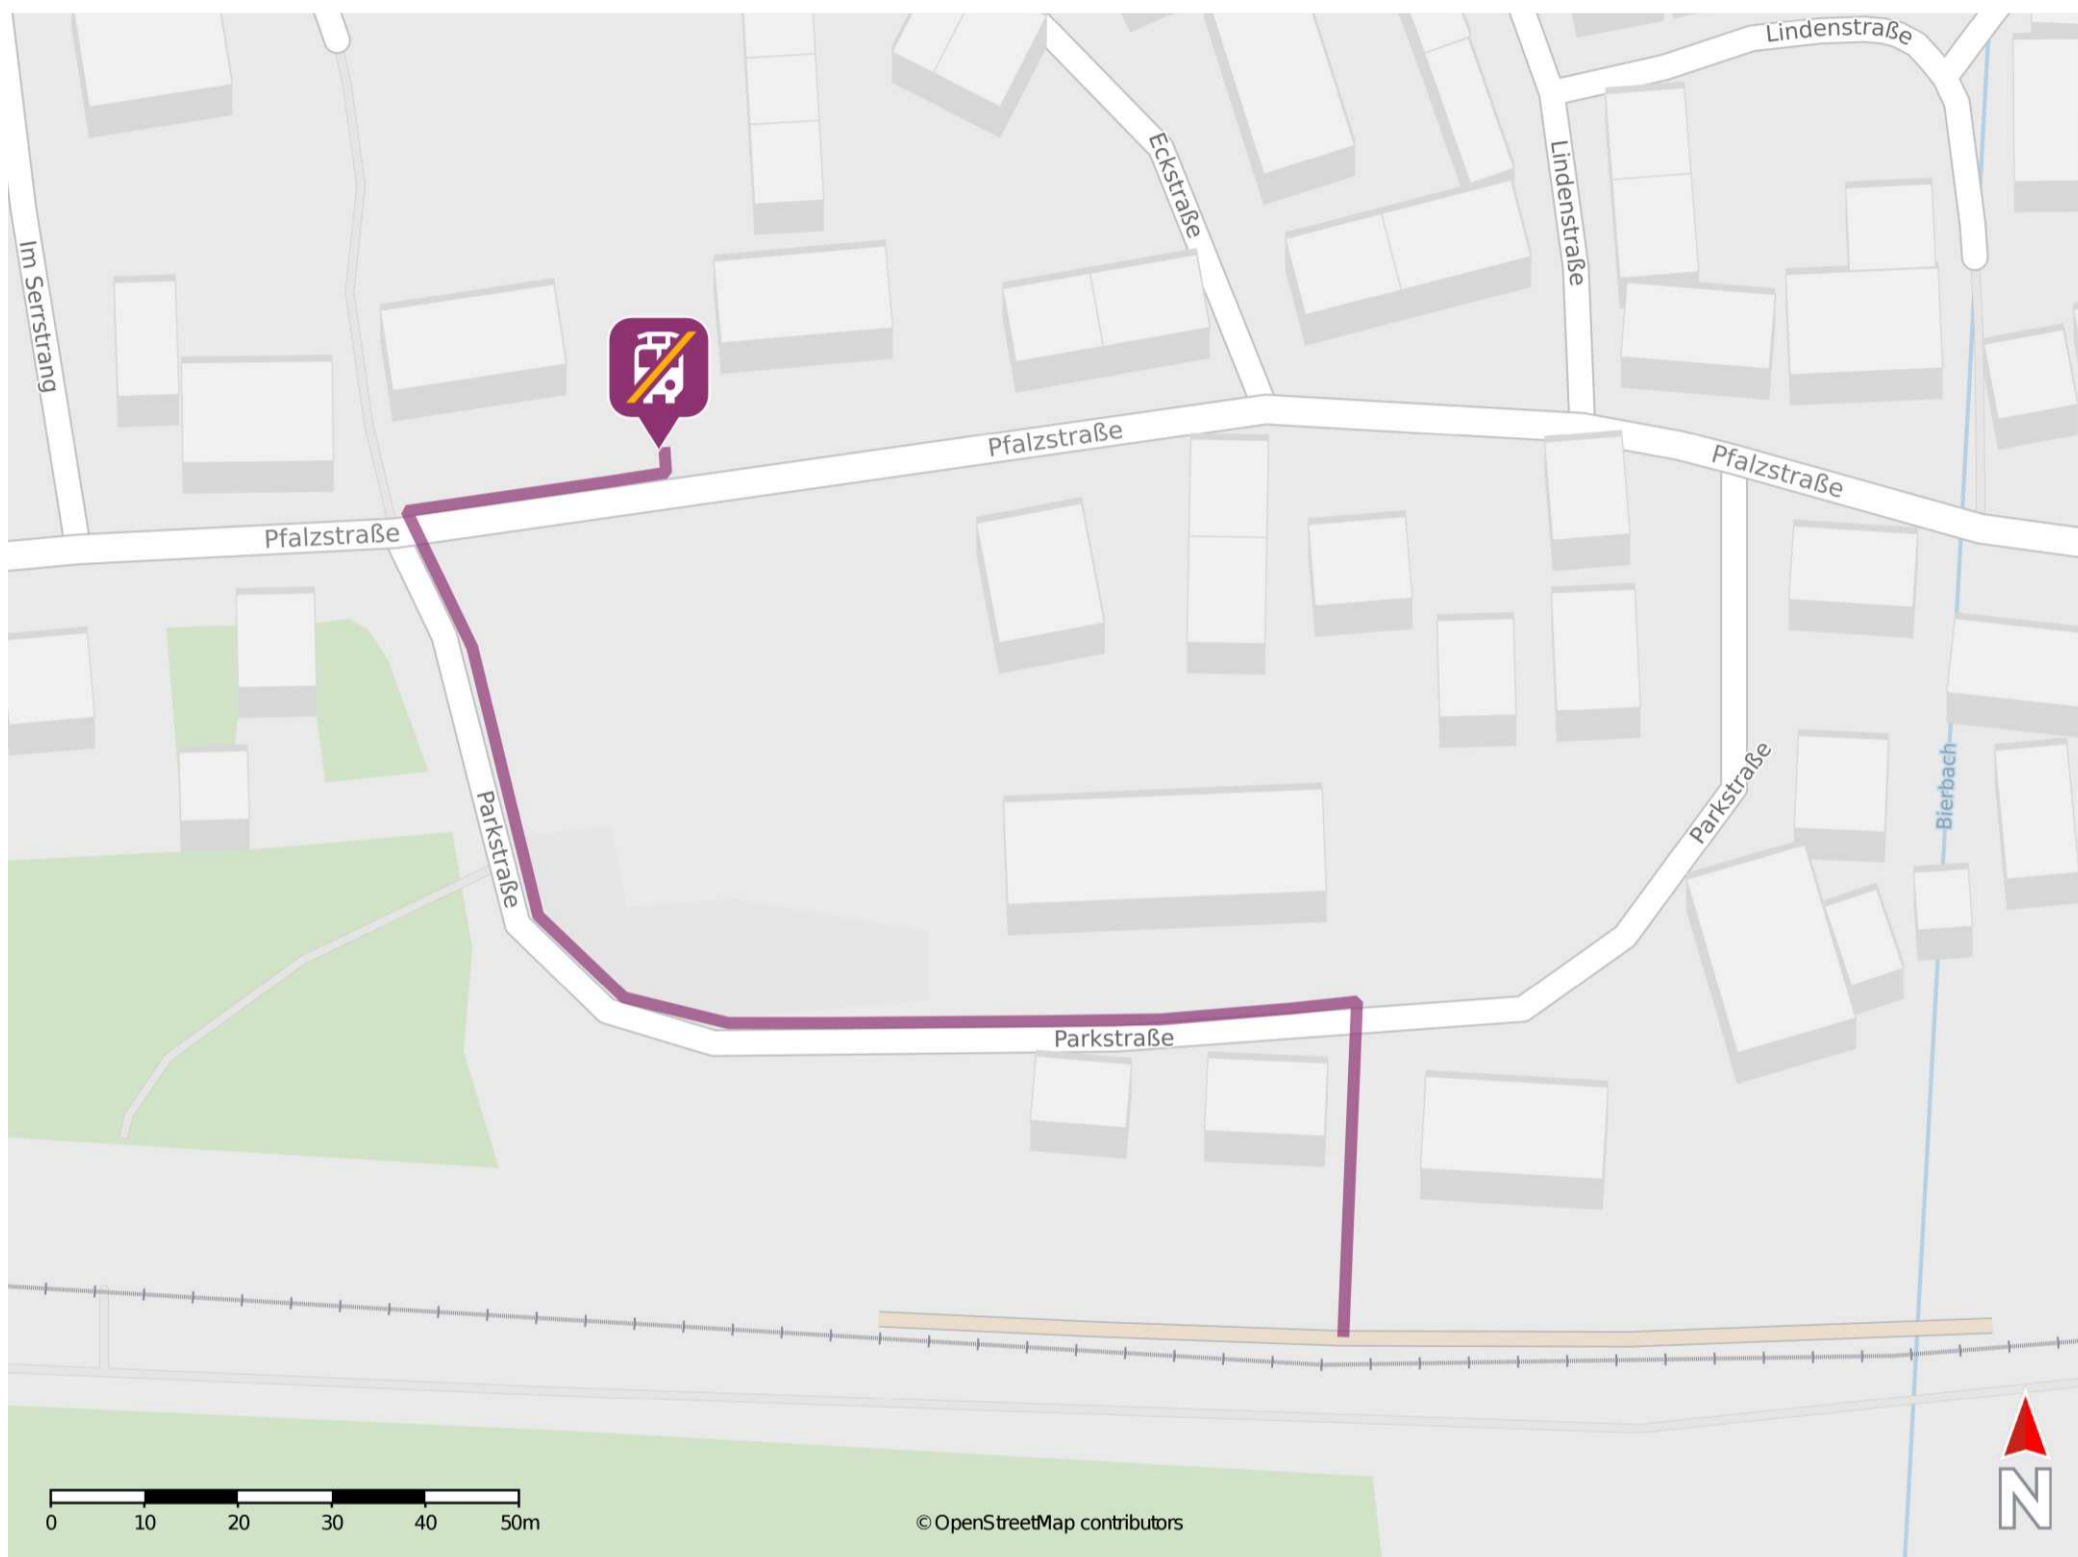 Lindenstraße
Eckstraße
Lindenstraße
Im Serrstrang
Pfalzstraße
Pfalzstraße
Pfalzstraße
Parkstraße
Bierbach
Parkstraße
Parkstraße
0 10 20 30 40 50m
© OpenStreetMap contributors
N